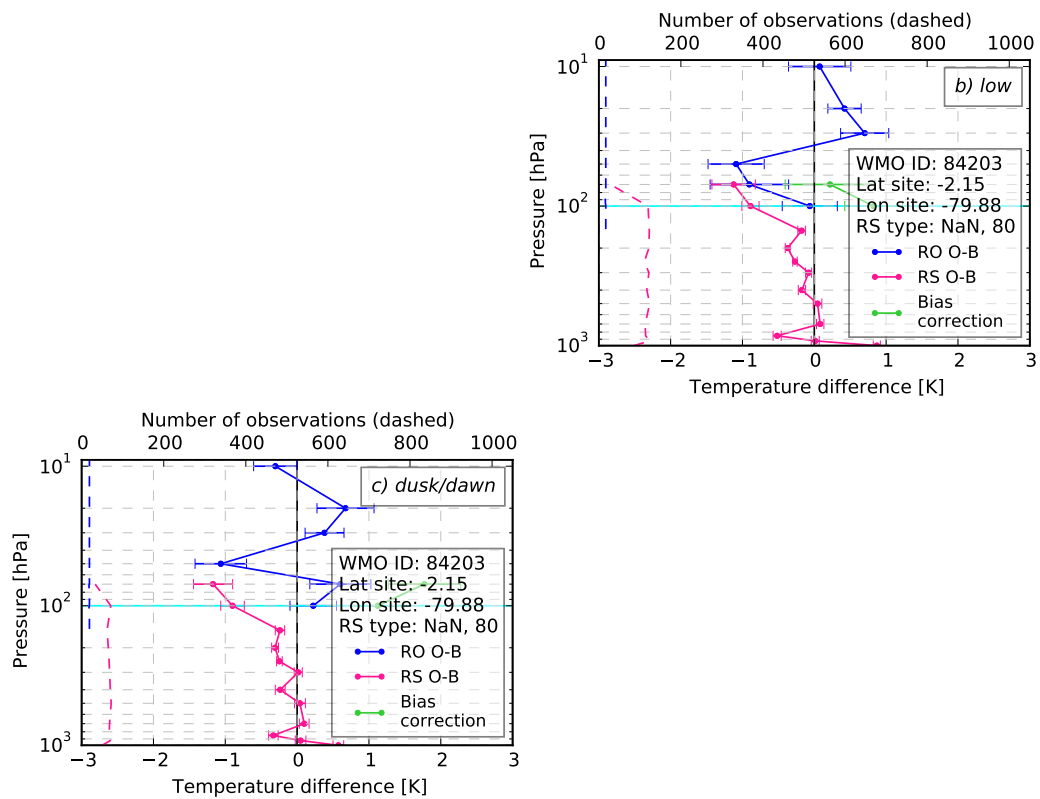 Number of observations (dashed)
0 200 400 600 800 1000
10¹
b) low
Pressure [hPa]
WMO ID: 84203
Lat site: -2.15
10²
Lon site: -79.88
RS type: NaN, 80
RO O-B
RS O-B
Bias
correction
10³
−3 −2 −1 0 1 2 3
Temperature difference [K]
Number of observations (dashed)
0 200 400 600 800 1000
10¹
c) dusk/dawn
Pressure [hPa]
WMO ID: 84203
Lat site: -2.15
10²
Lon site: -79.88
RS type: NaN, 80
RO O-B
RS O-B
Bias
correction
10³
−3 −2 −1 0 1 2 3
Temperature difference [K]